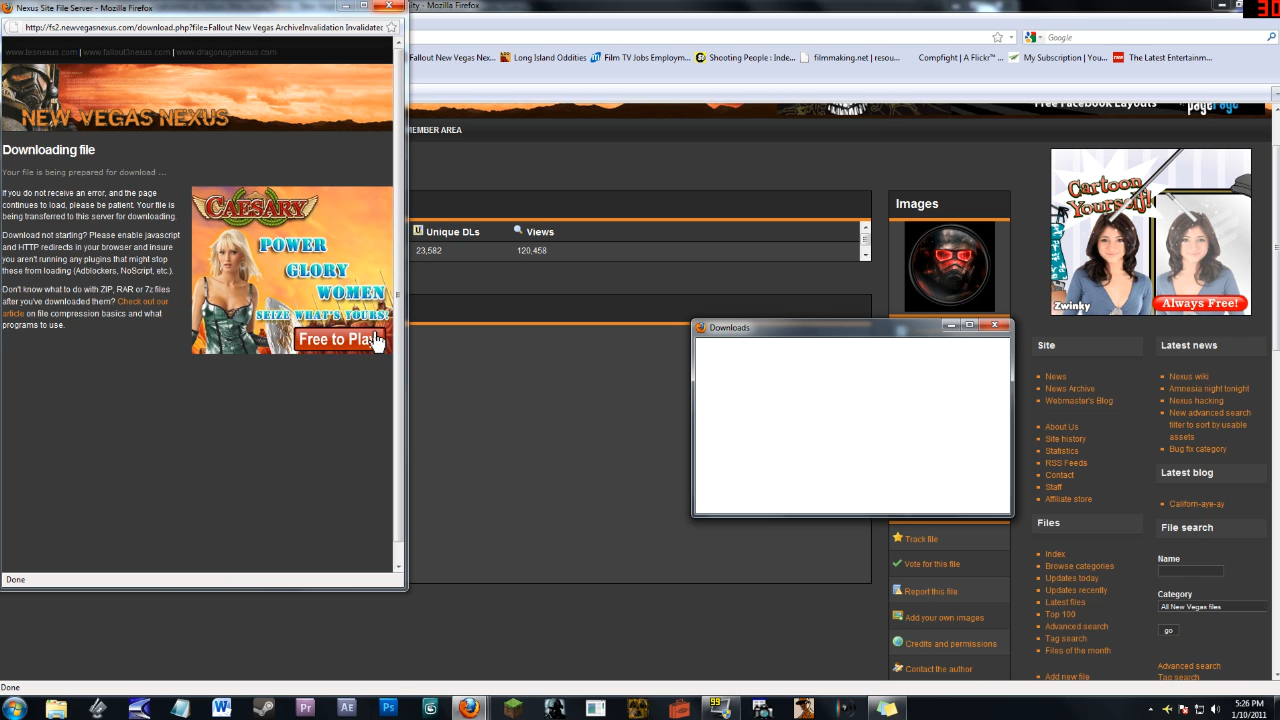 Nexus Site File Server - Mozilla Firefox
http://fs2.newvegasnexus.com/download.php?file=Fallout New Vegas ArchiveInvalidation Invalidated
www.tesnexus.com | www.fallout3nexus.com | www.dragonagenexus.com
NEW VEGAS NEXUS
Downloading file
Your file is being prepared for download ...
If you do not receive an error, and the page
continues to load, please be patient. Your file is
being transferred to this server for downloading.
Download not starting? Please enable javascript
and HTTP redirects in your browser and insure
you aren't running any plugins that might stop
these from loading (Adblockers, NoScript, etc.).
Don't know what to do with ZIP, RAR or 7z files
after you've downloaded them? Check out our
article on file compression basics and what
programs to use.
CAESARY
POWER
GLORY
WOMEN
SEIZE WHAT'S YOURS!
Free to Pla
Done
ty - Mozilla Firefox
30
Google
Fallout New Vegas Nex...
Long Island Oddities
Film TV Jobs Employm...
Shooting People : Inde...
filmmaking.net | resou...
Compfight | A Flickr™ ...
My Subscription | You...
The Latest Entertainm...
Free Facebook Layouts
pageRage
MEMBER AREA
Unique DLs
Views
23,582
120,458
Images
Downloads
Track file
Vote for this file
Report this file
Add your own images
Credits and permissions
Contact the author
Cartoon
Yourself!
Zwinky
Always Free!
Site
News
News Archive
Webmaster's Blog
About Us
Site history
Statistics
RSS Feeds
Contact
Staff
Affiliate store
Files
Index
Browse categories
Updates today
Updates recently
Latest files
Top 100
Advanced search
Tag search
Files of the month
Add new file
Latest news
Nexus wiki
Amnesia night tonight
Nexus hacking
New advanced search
filter to sort by usable
assets
Bug fix category
Latest blog
Californ-aye-ay
File search
Name
Category
All New Vegas files
go
Advanced search
Tag search
Done
W
Pr
AE
Ps
99
5:26 PM
1/10/2011